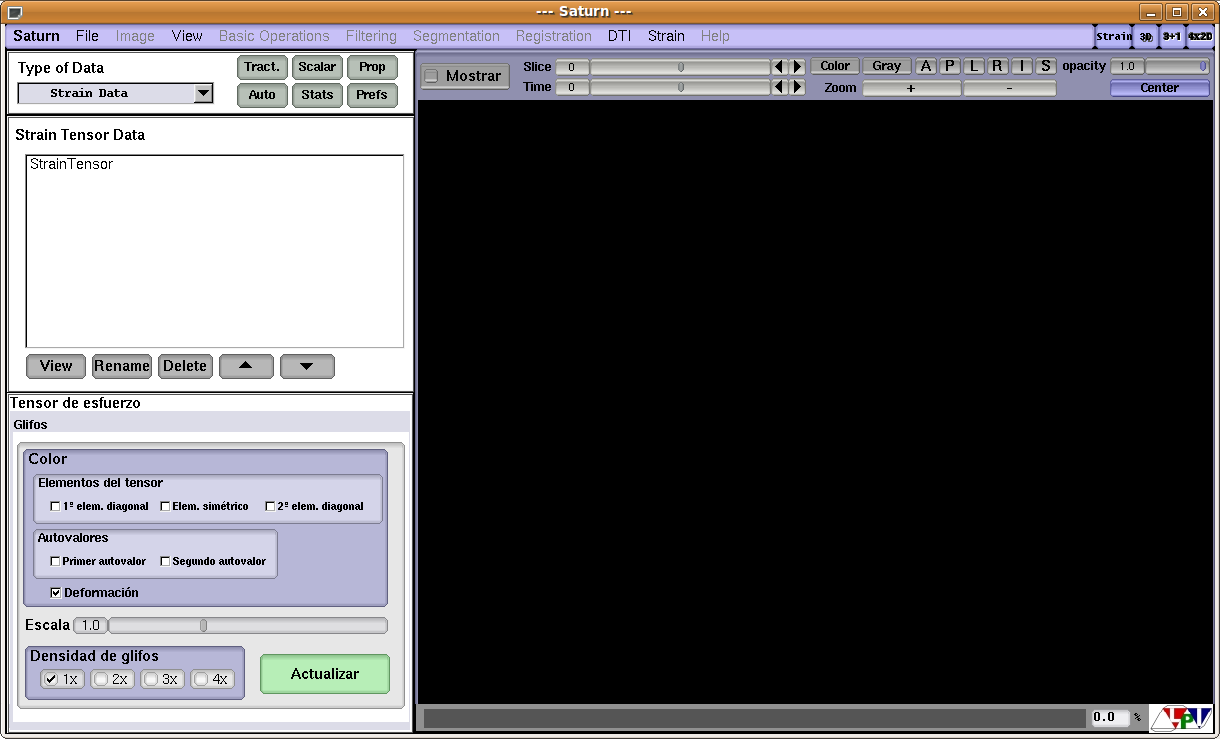 --- Saturn ---
Saturn File Image View Basic Operations Filtering Segmentation Registration DTI Strain Help Strain 3D 3+1 4x2D
Type of Data
Strain Data
Tract. Scalar Prop
Auto Stats Prefs
Mostrar
Slice 0
Time 0
Color Gray A P L R I S opacity 1.0
Zoom + - Center
Strain Tensor Data
StrainTensor
View Rename Delete
Tensor de esfuerzo
Glifos
Color
Elementos del tensor
1º elem. diagonal Elem. simétrico 2º elem. diagonal
Autovalores
Primer autovalor Segundo autovalor
Deformación
Escala 1.0
Densidad de glifos
1x 2x 3x 4x
Actualizar
0.0 %